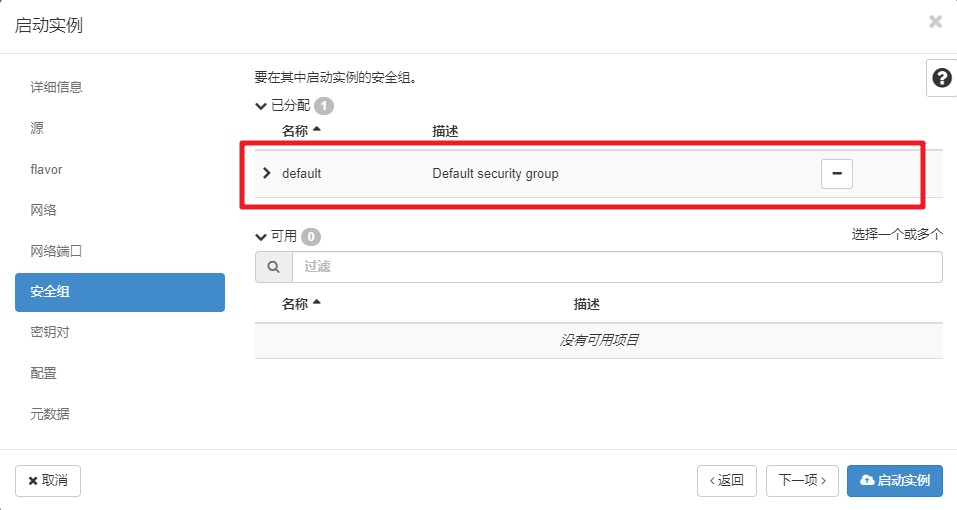 启动实例
详细信息
源
flavor
网络
网络端口
安全组
密钥对
配置
元数据
要在其中启动实例的安全组。
已分配 1
名称 描述
default Default security group
可用 0 选择一个或多个
过滤
名称 描述
没有可用项目
取消 返回 下一项 启动实例